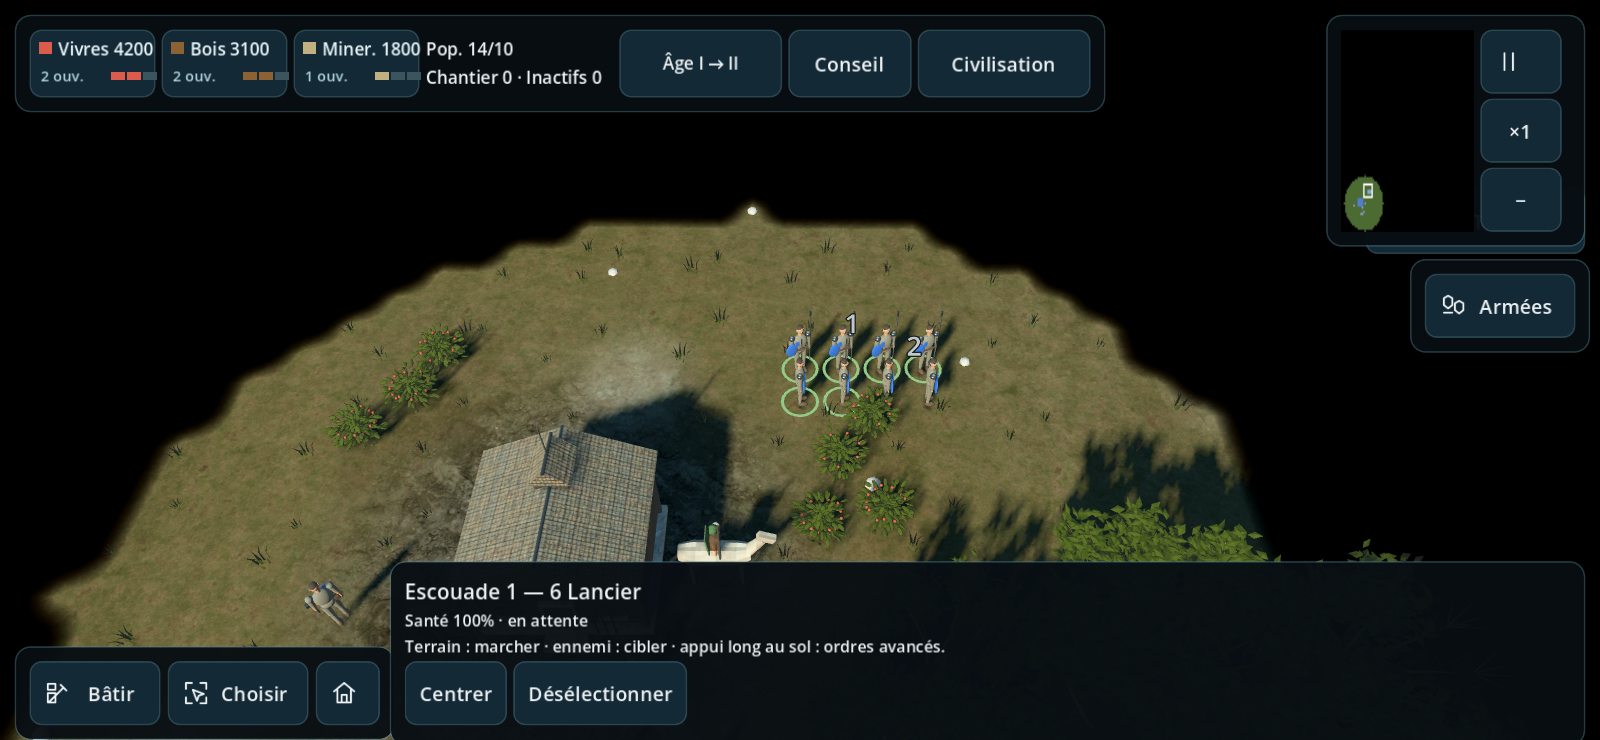 Vivres 4200
2 ouv.
Bois 3100
2 ouv.
Miner. 1800
1 ouv.
Pop. 14/10
Chantier 0 · Inactifs 0
Âge I → II
Conseil
Civilisation
||
×1
–
Armées
1
2
Escouade 1 — 6 Lancier
Santé 100% · en attente
Terrain : marcher · ennemi : cibler · appui long au sol : ordres avancés.
Bâtir
Choisir
Centrer
Désélectionner